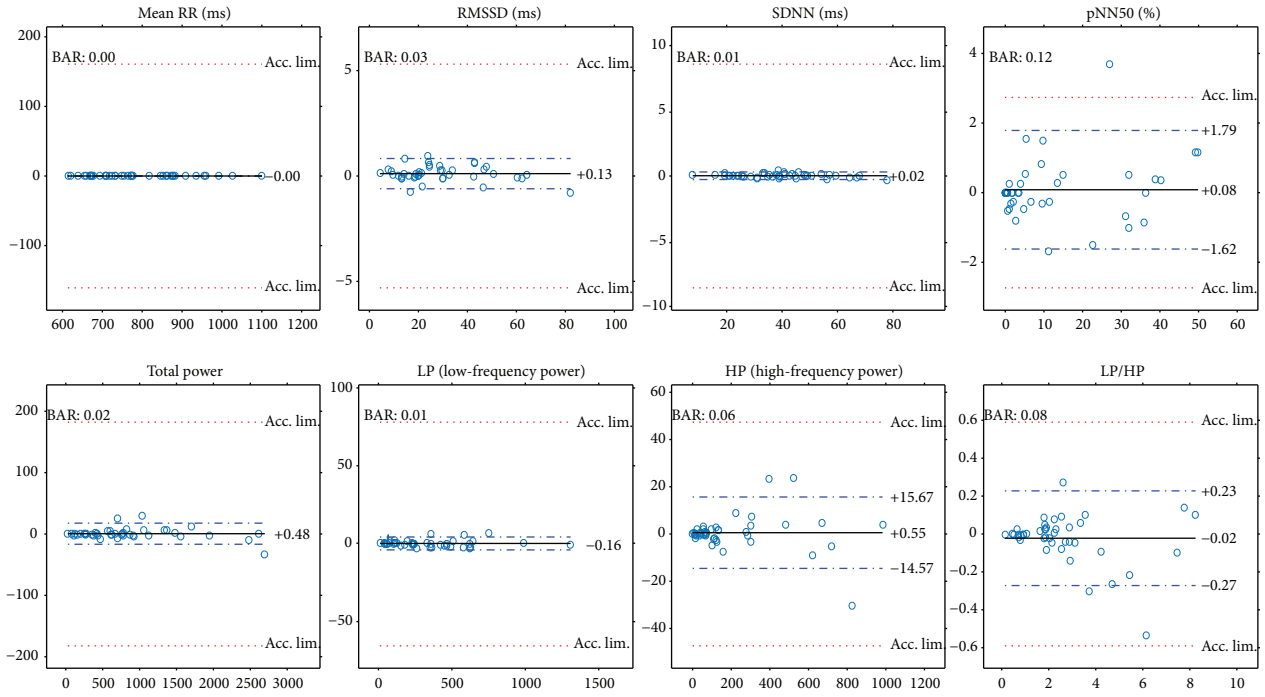 Mean RR (ms)
BAR: 0.00
Acc. lim.
−0.00
Acc. lim.
200
100
0
−100
600 700 800 900 1000 1100 1200
RMSSD (ms)
BAR: 0.03
Acc. lim.
+0.13
Acc. lim.
5
0
−5
0 20 40 60 80 100
SDNN (ms)
BAR: 0.01
Acc. lim.
+0.02
Acc. lim.
10
5
0
−5
−10
20 40 60 80
pNN50 (%)
BAR: 0.12
Acc. lim.
+1.79
+0.08
−1.62
Acc. lim.
4
2
0
−2
0 10 20 30 40 50 60
Total power
BAR: 0.02
Acc. lim.
+0.48
Acc. lim.
200
100
0
−100
−200
0 500 1000 1500 2000 2500 3000
LP (low-frequency power)
BAR: 0.01
Acc. lim.
−0.16
Acc. lim.
100
50
0
−50
0 500 1000 1500
HP (high-frequency power)
BAR: 0.06
Acc. lim.
+15.67
+0.55
−14.57
Acc. lim.
60
40
20
0
−20
−40
0 200 400 600 800 1000 1200
LP/HP
BAR: 0.08
Acc. lim.
+0.23
−0.02
−0.27
Acc. lim.
0.6
0.4
0.2
0.0
−0.2
−0.4
−0.6
0 2 4 6 8 10